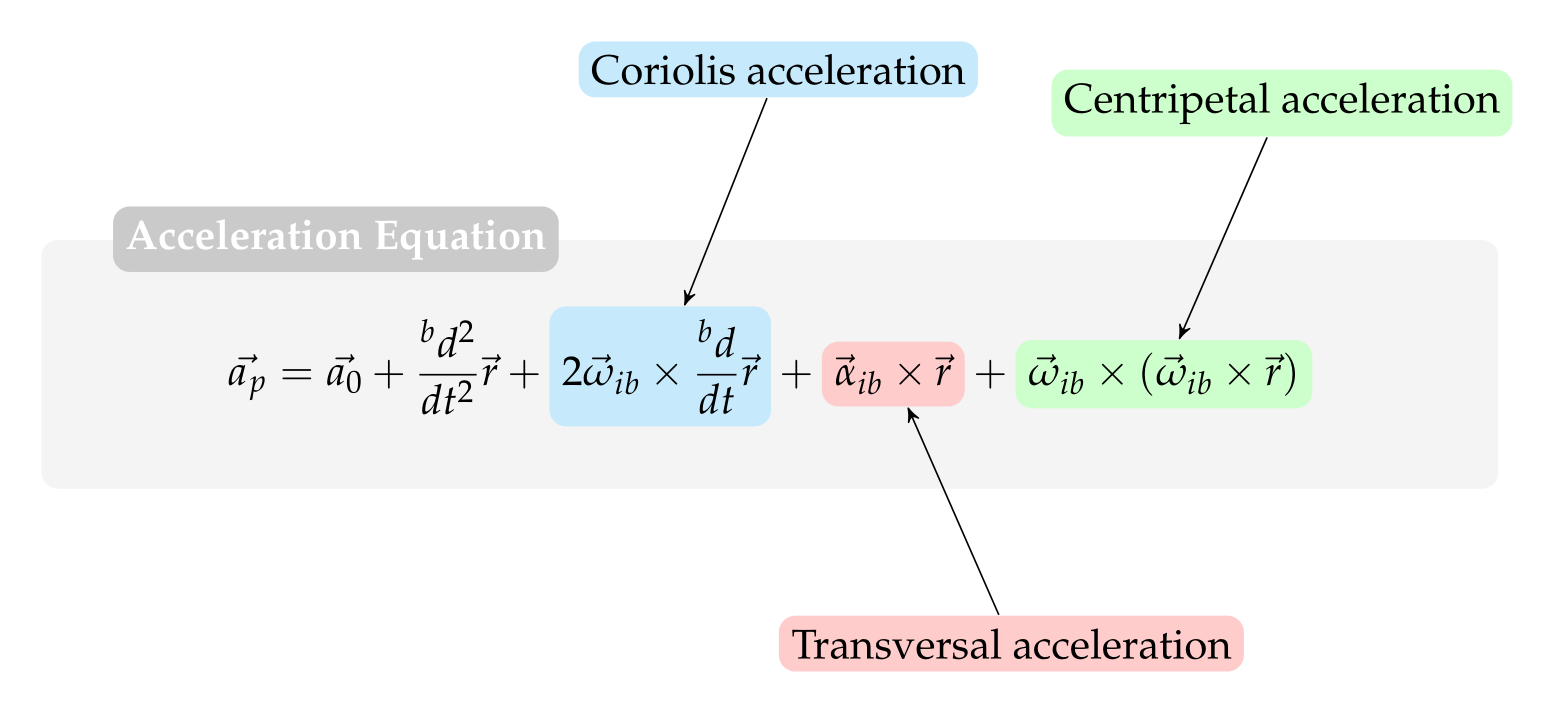 Coriolis acceleration
Centripetal acceleration
Acceleration Equation
$\vec{a_p} = \vec{a_0} + \frac{{}^b d^2}{dt^2}\vec{r} + 2\vec{\omega}_{ib} \times \frac{{}^b d}{dt}\vec{r} + \vec{\alpha}_{ib} \times \vec{r} + \vec{\omega}_{ib} \times (\vec{\omega}_{ib} \times \vec{r})$
Transversal acceleration